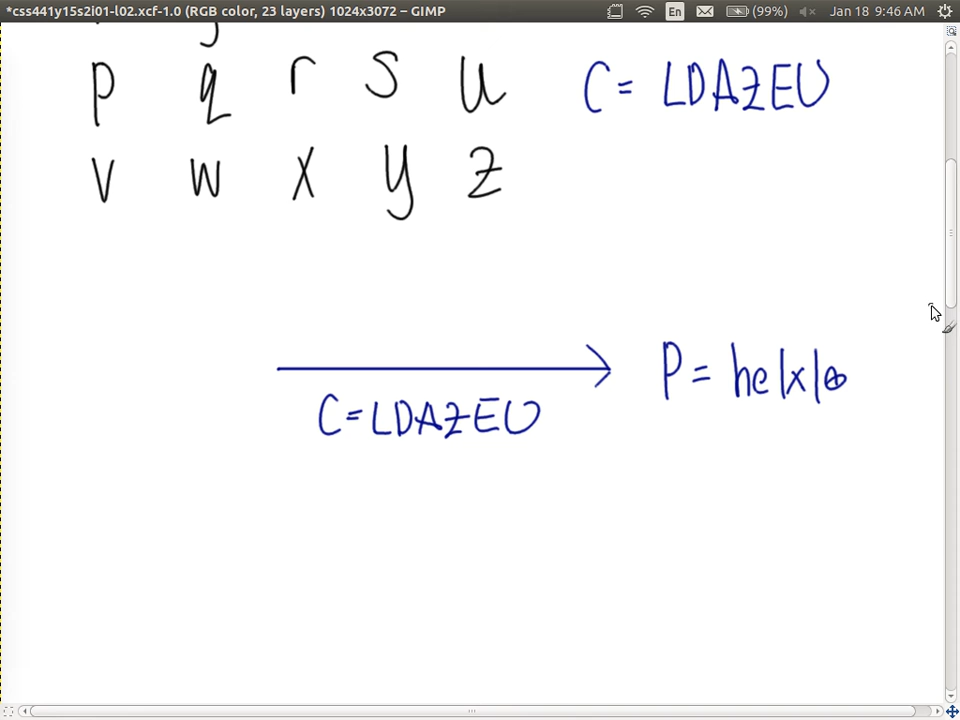 *css441y15s2i01-l02.xcf-1.0 (RGB color, 23 layers) 1024x3072 – GIMP En (99%) Jan 18 9:46 AM
p q r s u C = LDAZEU
v w x y z
P = helxlo
C=LDAZEU